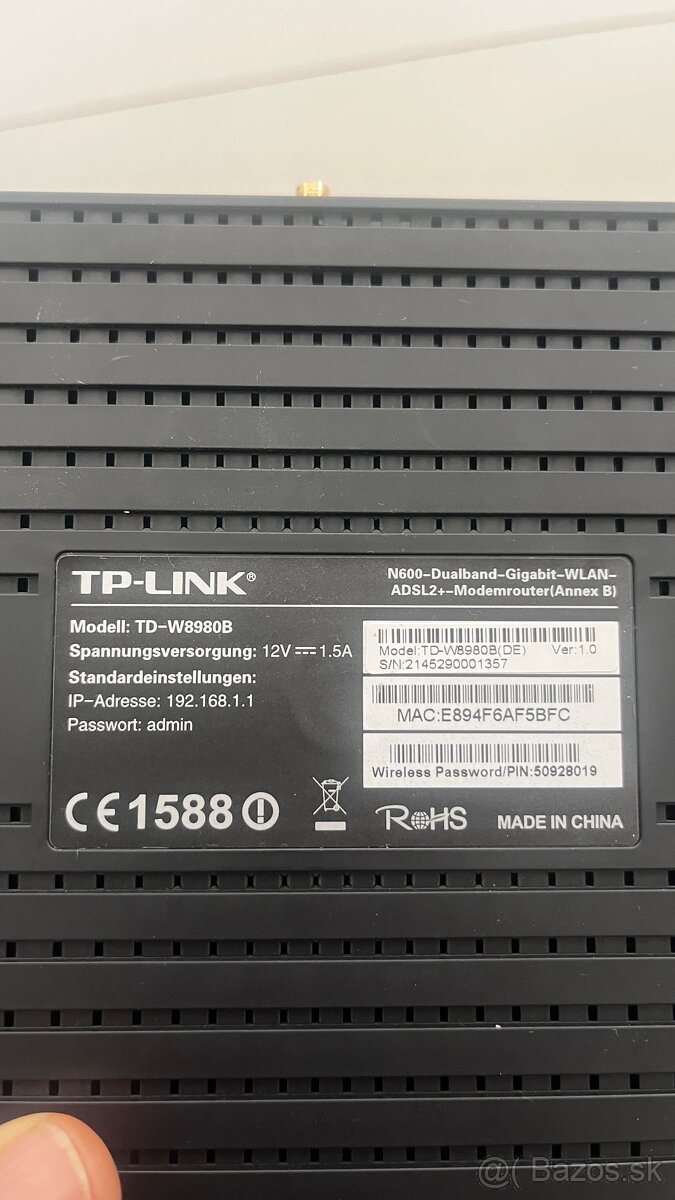 TP-LINK®
N600-Dualband-Gigabit-WLAN-
ADSL2+-Modemrouter(Annex B)
Modell: TD-W8980B
Spannungsversorgung: 12V⎓1.5A
Standardeinstellungen:
IP-Adresse: 192.168.1.1
Passwort: admin
Model:TD-W8980B(DE) Ver:1.0
S/N:2145290001357
MAC:E894F6AF5BFC
Wireless Password/PIN:50928019
CE1588
RoHS
MADE IN CHINA
@( Bazos.sk